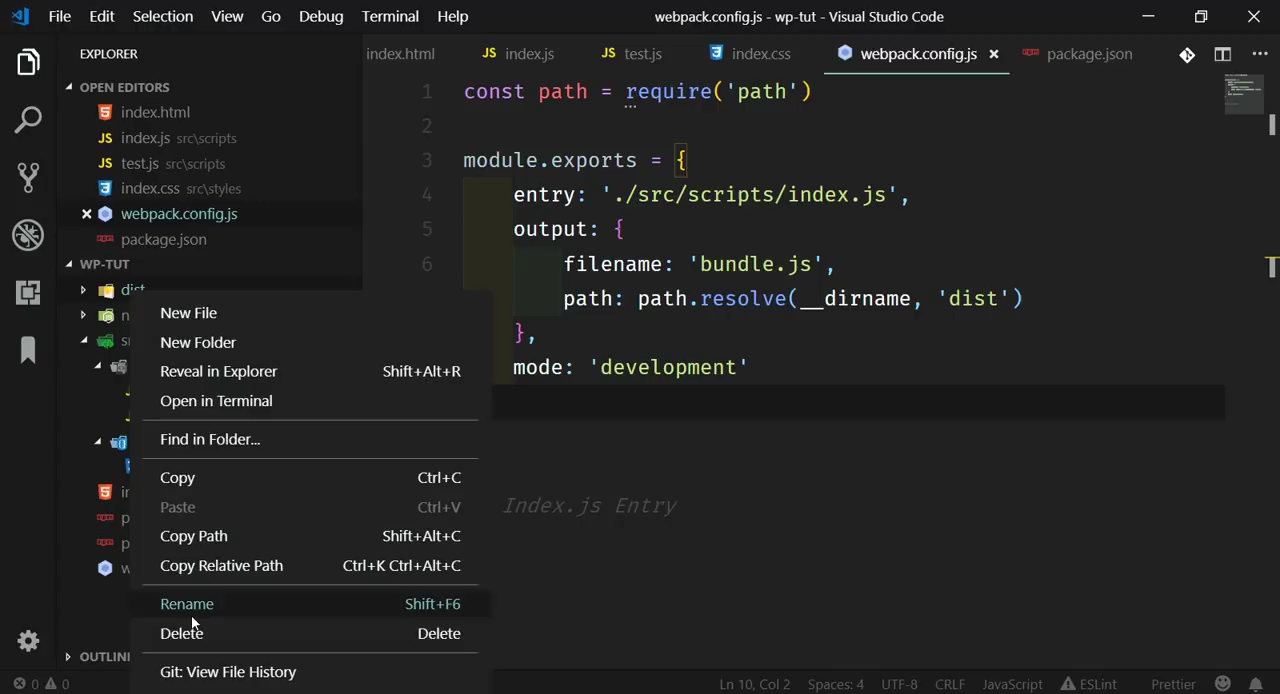 File Edit Selection View Go Debug Terminal Help
webpack.config.js - wp-tut - Visual Studio Code
EXPLORER
OPEN EDITORS
index.html
JS index.js src\scripts
JS test.js src\scripts
index.css src\styles
webpack.config.js
package.json
WP-TUT
dist
New File
New Folder
Reveal in Explorer Shift+Alt+R
Open in Terminal
Find in Folder...
Copy Ctrl+C
Paste Ctrl+V
Copy Path Shift+Alt+C
Copy Relative Path Ctrl+K Ctrl+Alt+C
Rename Shift+F6
Delete Delete
Git: View File History
index.html JS index.js JS test.js index.css webpack.config.js package.json
1 const path = require('path')
2
3 module.exports = {
4 entry: './src/scripts/index.js',
5 output: {
6 filename: 'bundle.js',
path: path.resolve(__dirname, 'dist')
},
mode: 'development'
Index.js Entry
0 0
Ln 10, Col 2 Spaces: 4 UTF-8 CRLF JavaScript ESLint Prettier